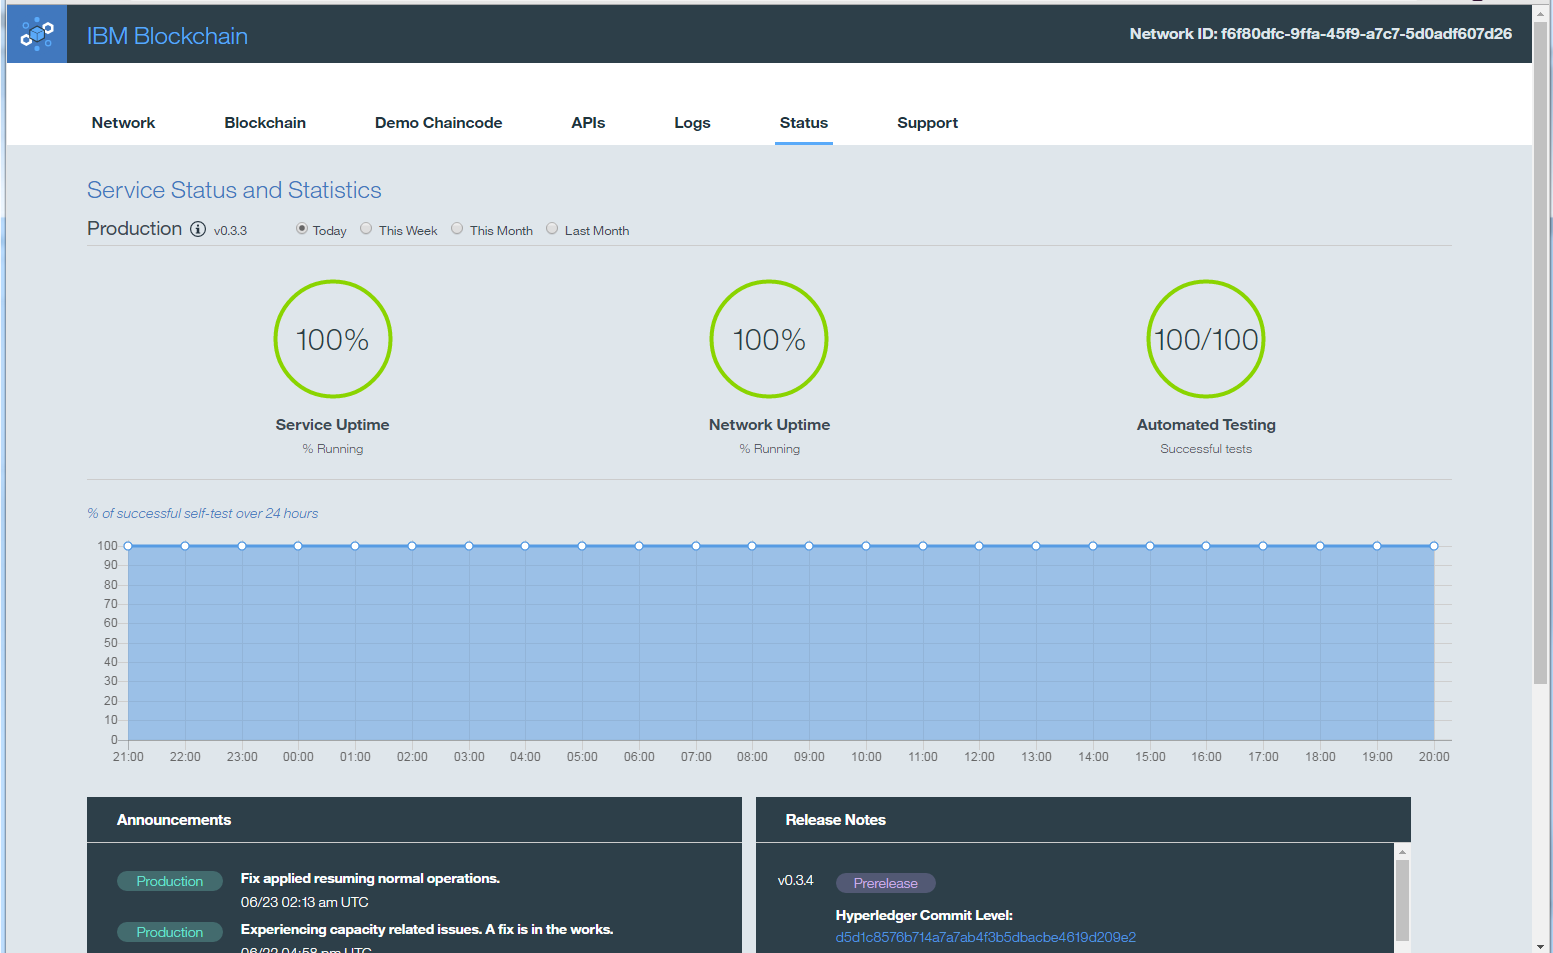 IBM Blockchain
Network ID: f6f80dfc-9ffa-45f9-a7c7-5d0adf607d26
Network Blockchain Demo Chaincode APIs Logs Status Support
Service Status and Statistics
Production v0.3.3 Today This Week This Month Last Month
100% 100% 100/100
Service Uptime Network Uptime Automated Testing
% Running % Running Successful tests
% of successful self-test over 24 hours
100
90
80
70
60
50
40
30
20
10
0
21:00 22:00 23:00 00:00 01:00 02:00 03:00 04:00 05:00 06:00 07:00 08:00 09:00 10:00 11:00 12:00 13:00 14:00 15:00 16:00 17:00 18:00 19:00 20:00
Announcements
Production Fix applied resuming normal operations.
06/23 02:13 am UTC
Production Experiencing capacity related issues. A fix is in the works.
06/22 04:58 pm UTC
Release Notes
v0.3.4 Prerelease
Hyperledger Commit Level:
d5d1c8576b714a7a7ab4f3b5dbacbe4619d209e2